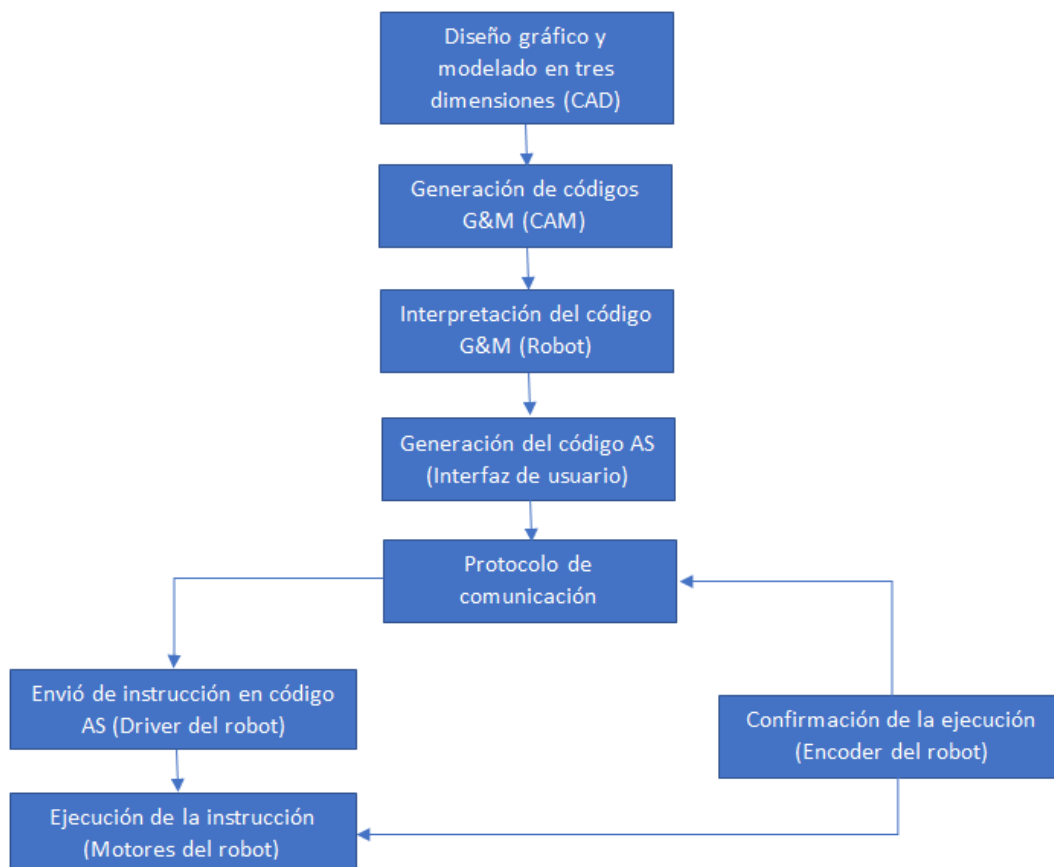 Diseño gráfico y
modelado en tres
dimensiones (CAD)
Generación de códigos
G&M (CAM)
Interpretación del código
G&M (Robot)
Generación del código AS
(Interfaz de usuario)
Protocolo de
comunicación
Envió de instrucción en código
AS (Driver del robot)
Confirmación de la ejecución
(Encoder del robot)
Ejecución de la instrucción
(Motores del robot)